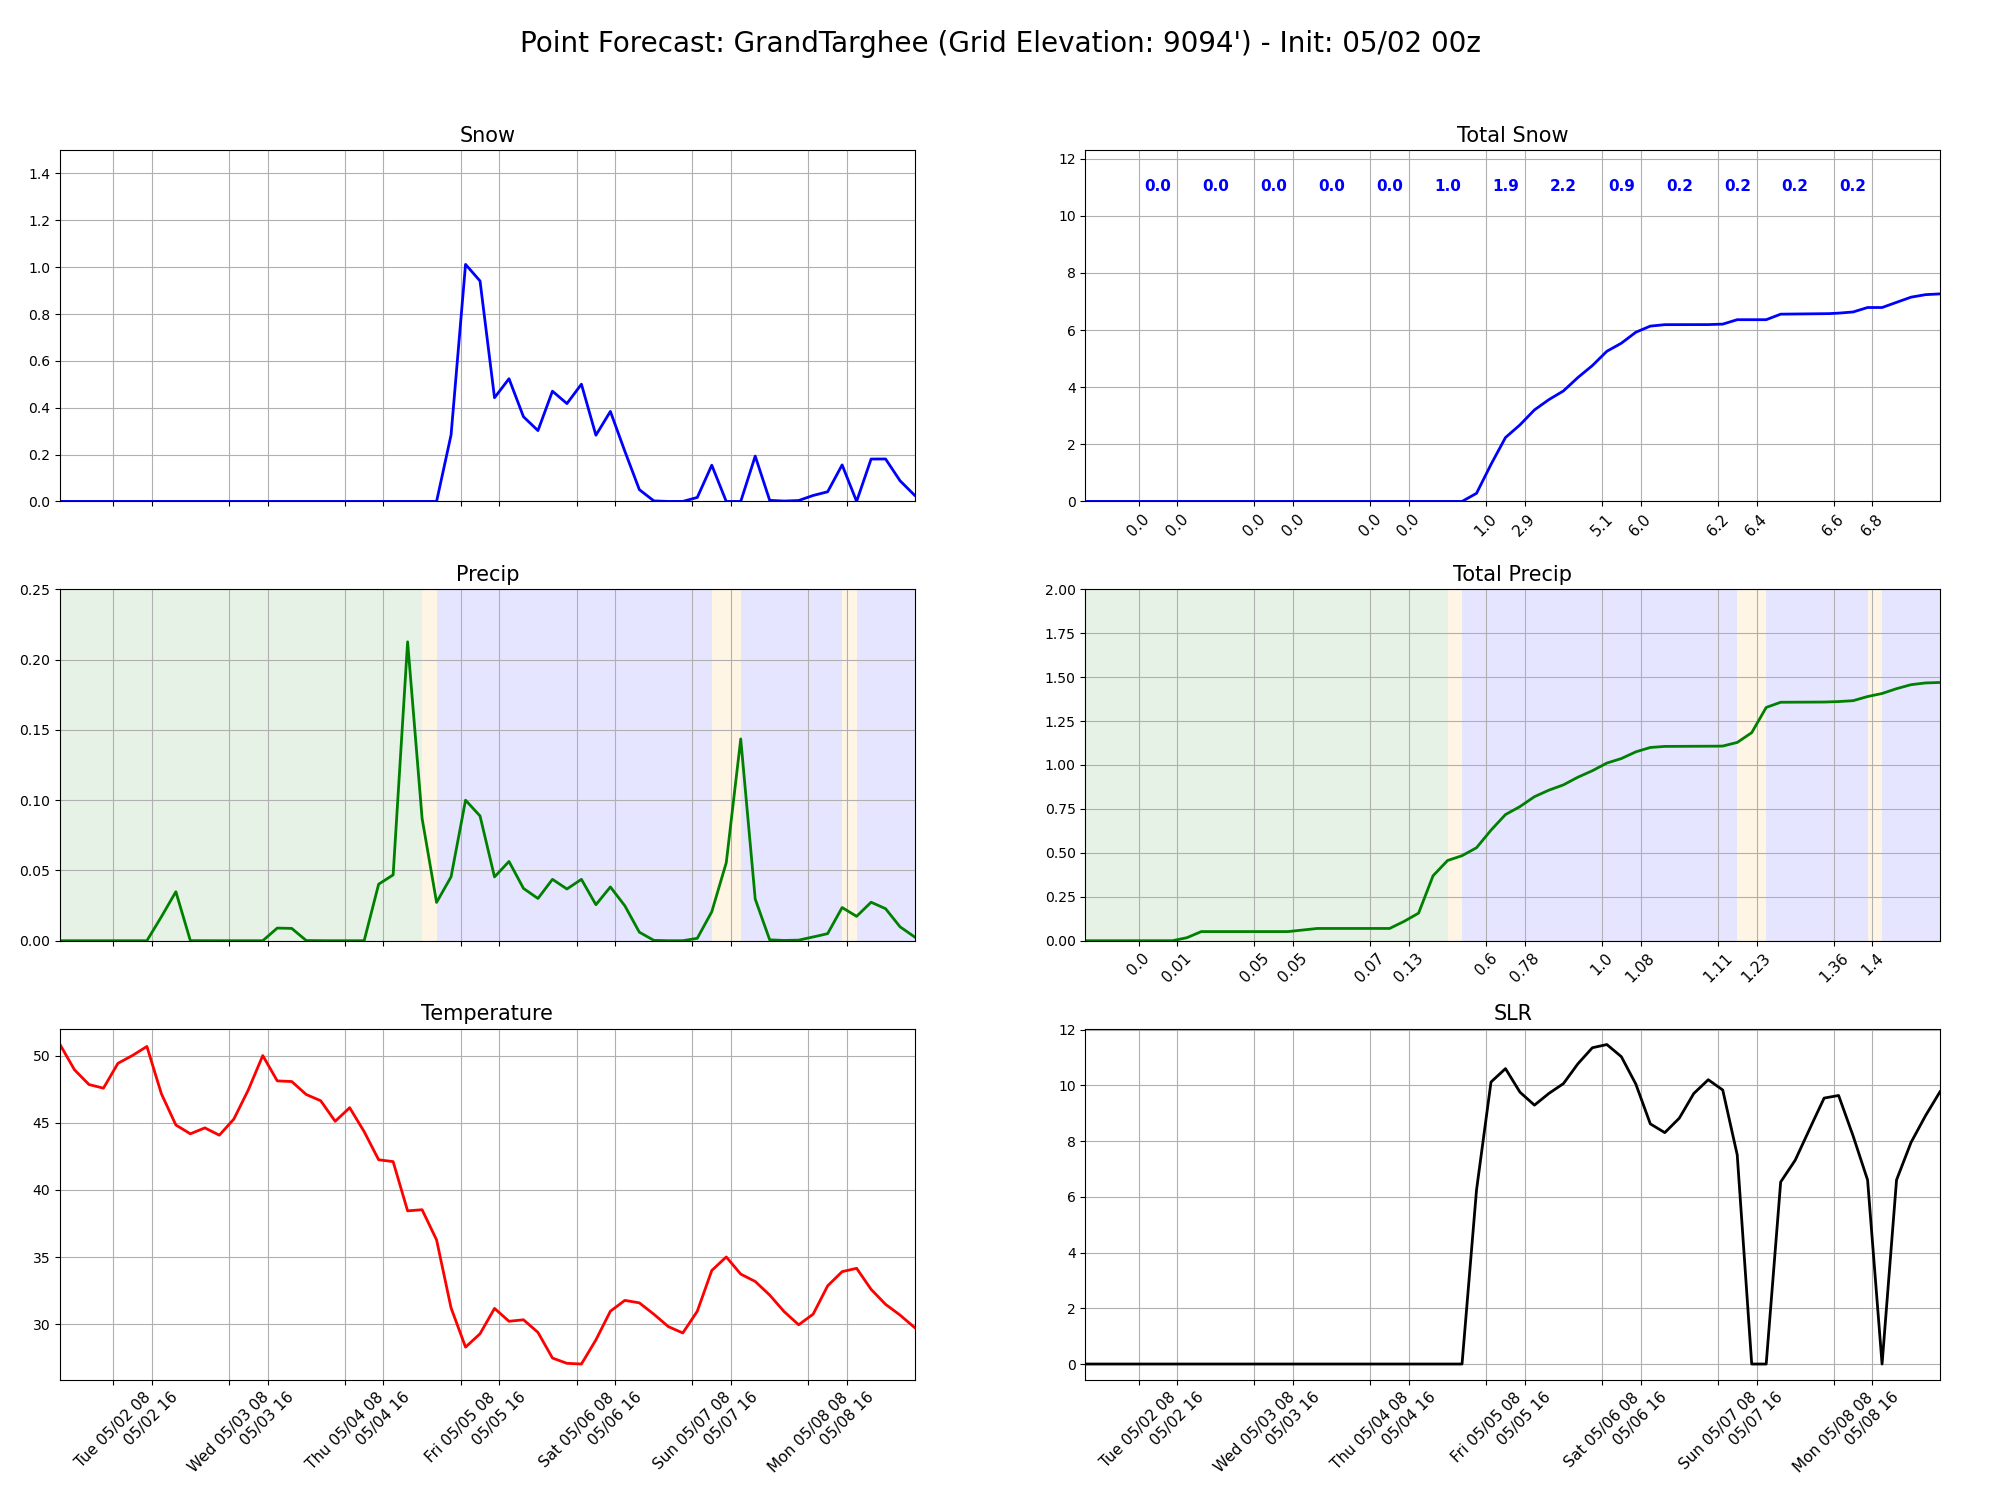 Point Forecast: GrandTarghee (Grid Elevation: 9094') - Init: 05/02 00z
Snow
1.4
1.2
1.0
0.8
0.6
0.4
0.2
0.0
Total Snow
12
10
8
6
4
2
0
0.0 0.0 0.0 0.0 0.0 1.0 1.9 2.2 0.9 0.2 0.2 0.2 0.2
0.0 0.0 0.0 0.0 0.0 0.0 1.0 2.9 5.1 6.0 6.2 6.4 6.6 6.8
Precip
0.25
0.20
0.15
0.10
0.05
0.00
Total Precip
2.00
1.75
1.50
1.25
1.00
0.75
0.50
0.25
0.00
0.0 0.01 0.05 0.05 0.07 0.13 0.6 0.78 1.0 1.08 1.11 1.23 1.36 1.4
Temperature
50
45
40
35
30
Tue 05/02 08
05/02 16
Wed 05/03 08
05/03 16
Thu 05/04 08
05/04 16
Fri 05/05 08
05/05 16
Sat 05/06 08
05/06 16
Sun 05/07 08
05/07 16
Mon 05/08 08
05/08 16
SLR
12
10
8
6
4
2
0
Tue 05/02 08
05/02 16
Wed 05/03 08
05/03 16
Thu 05/04 08
05/04 16
Fri 05/05 08
05/05 16
Sat 05/06 08
05/06 16
Sun 05/07 08
05/07 16
Mon 05/08 08
05/08 16